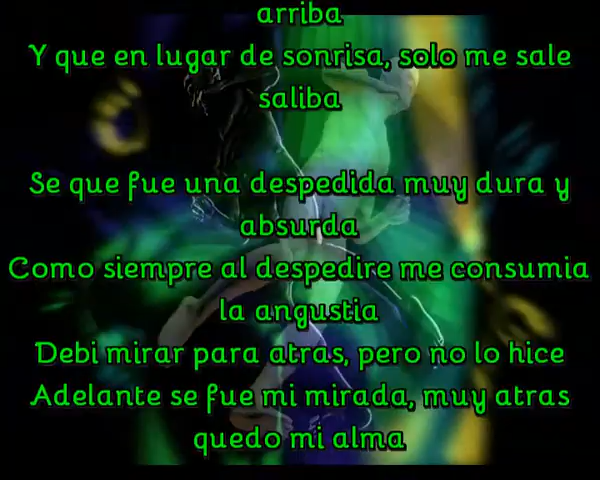 arriba
Y que en lugar de sonrisa, solo me sale
saliba
Se que fue una despedida muy dura y
absurda
Como siempre al despedire me consumia
la angustia
Debi mirar para atras, pero no lo hice
Adelante se fue mi mirada, muy atras
quedo mi alma